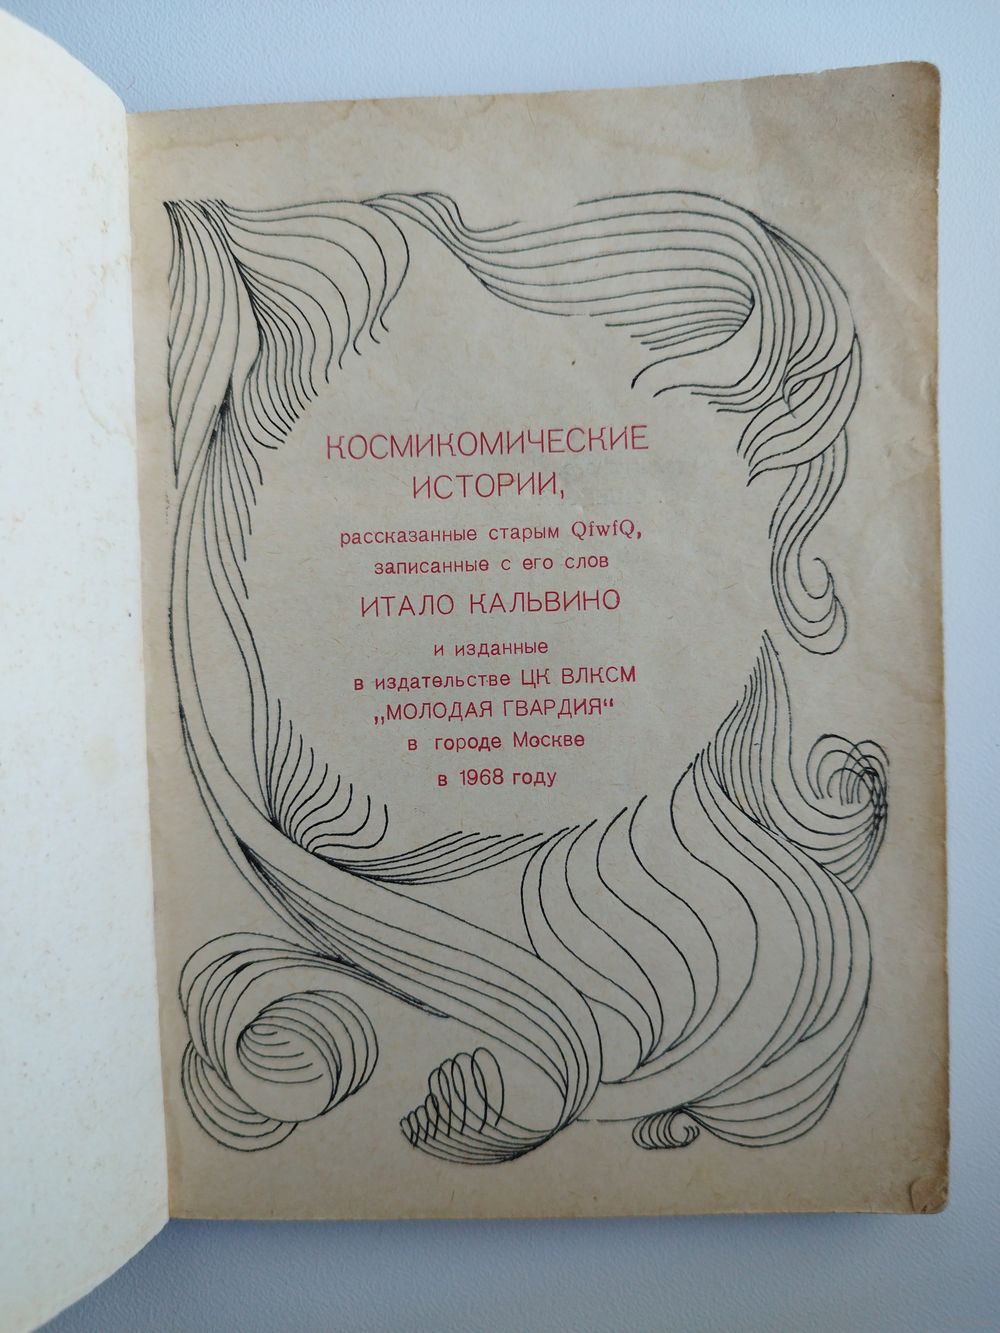 КОСМИКОМИЧЕСКИЕ
ИСТОРИИ,
рассказанные старым QfwfQ,
записанные с его слов
ИТАЛО КАЛЬВИНО
и изданные
в издательстве ЦК ВЛКСМ
„МОЛОДАЯ ГВАРДИЯ“
в городе Москве
в 1968 году